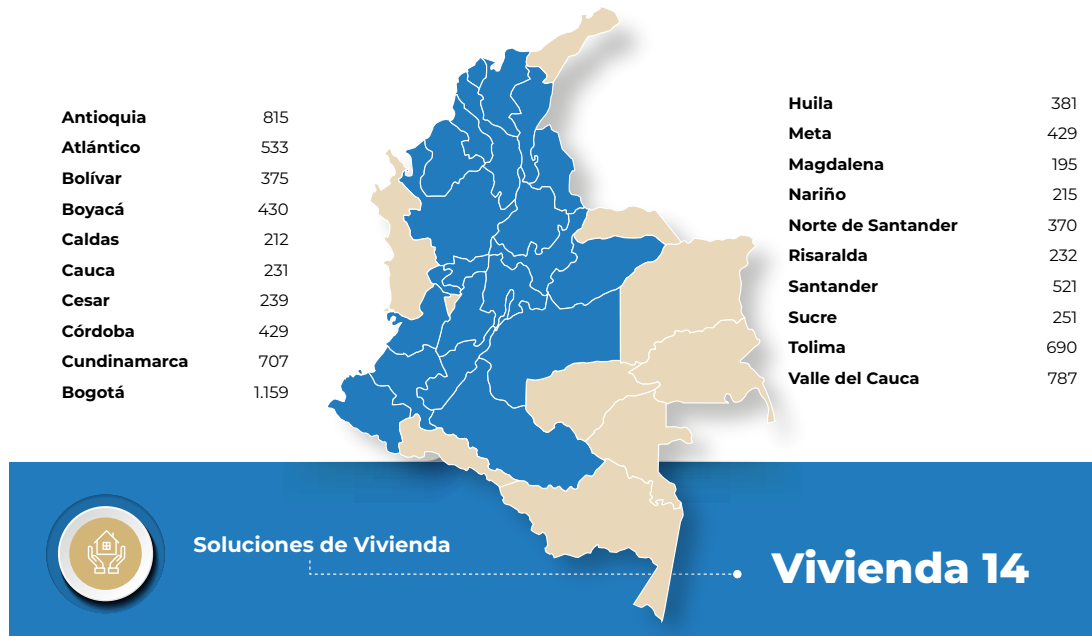 Antioquia 815
Atlántico 533
Bolívar 375
Boyacá 430
Caldas 212
Cauca 231
Cesar 239
Córdoba 429
Cundinamarca 707
Bogotá 1.159
Huila 381
Meta 429
Magdalena 195
Nariño 215
Norte de Santander 370
Risaralda 232
Santander 521
Sucre 251
Tolima 690
Valle del Cauca 787
Soluciones de Vivienda
Vivienda 14